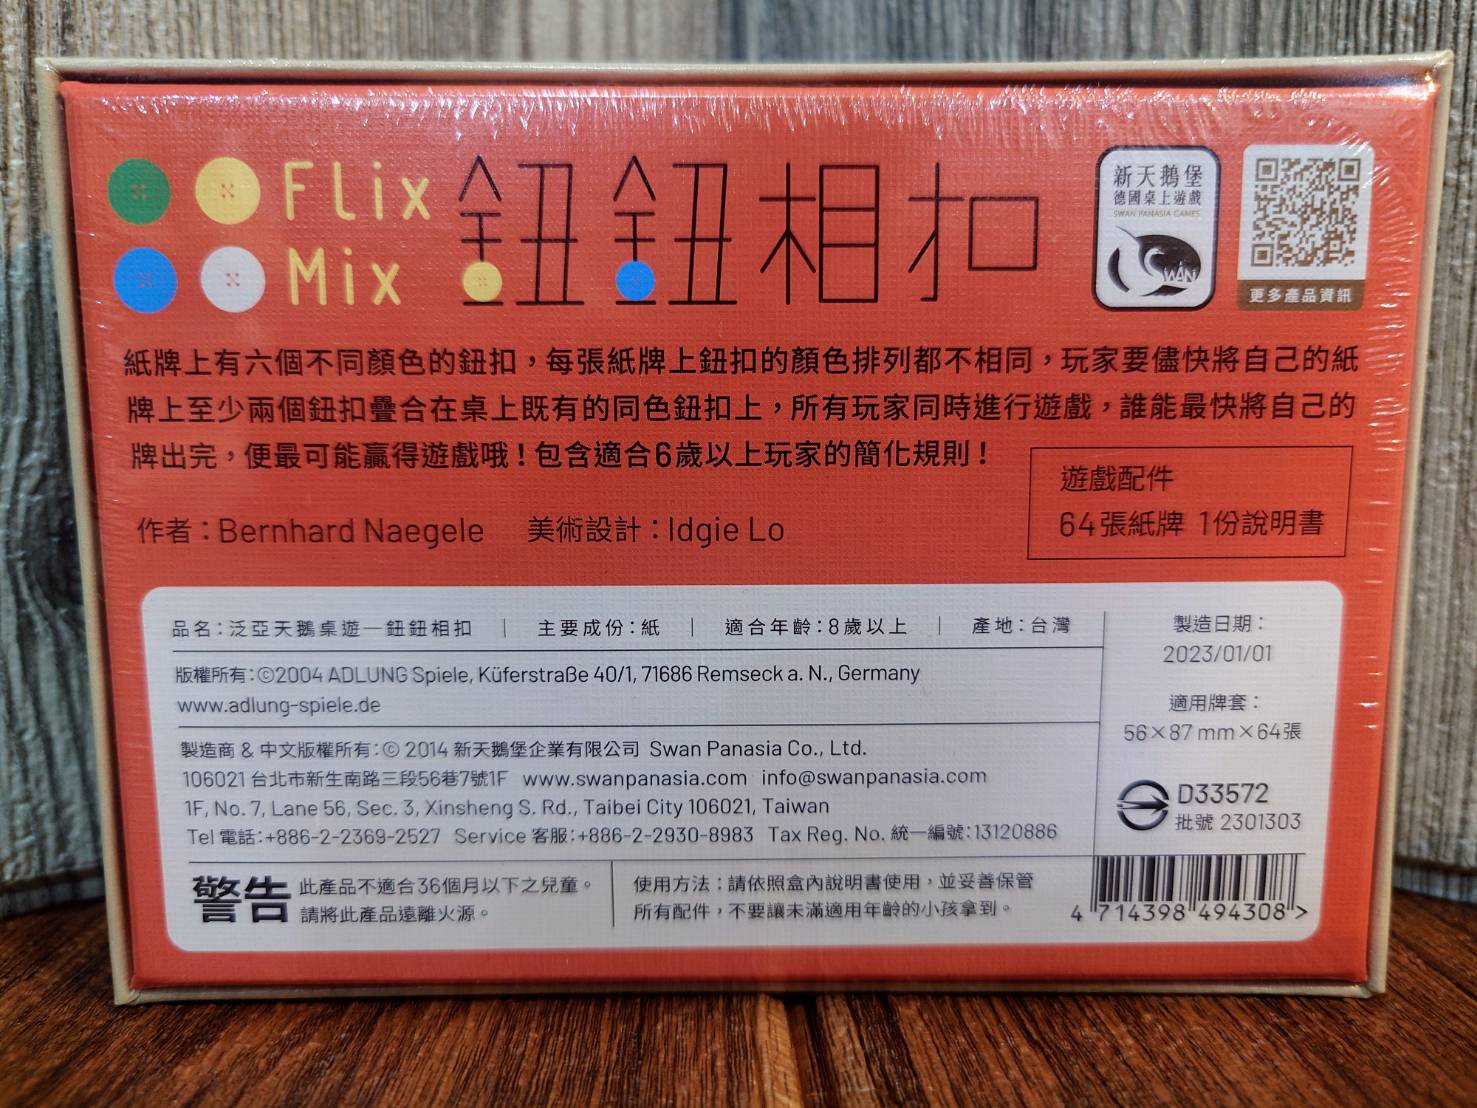 Flix
Mix
鈕鈕相扣
新天鵝堡
德國桌上遊戲
SWAN PANASIA GAMES
SWAN
更多產品資訊
紙牌上有六個不同顏色的鈕扣，每張紙牌上鈕扣的顏色排列都不相同，玩家要儘快將自己的紙
牌上至少兩個鈕扣疊合在桌上既有的同色鈕扣上，所有玩家同時進行遊戲，誰能最快將自己的
牌出完，便最可能贏得遊戲哦！包含適合6歲以上玩家的簡化規則！
作者：Bernhard Naegele 美術設計：Idgie Lo
遊戲配件
64張紙牌 1份說明書
品名：泛亞天鵝桌遊—鈕鈕相扣 | 主要成份：紙 | 適合年齡：8歲以上 | 產地：台灣
版權所有：©2004 ADLUNG Spiele, Küferstraße 40/1, 71686 Remseck a. N., Germany
www.adlung-spiele.de
製造商 & 中文版權所有：© 2014 新天鵝堡企業有限公司 Swan Panasia Co., Ltd.
106021 台北市新生南路三段56巷7號1F www.swanpanasia.com info@swanpanasia.com
1F, No. 7, Lane 56, Sec. 3, Xinsheng S. Rd., Taibei City 106021, Taiwan
Tel 電話：+886-2-2369-2527 Service 客服：+886-2-2930-8983 Tax Reg. No. 統一編號：13120886
製造日期：
2023/01/01
適用牌套：
56×87 mm×64張
D33572
批號 2301303
警告
此產品不適合36個月以下之兒童。
請將此產品遠離火源。
使用方法：請依照盒內說明書使用，並妥善保管
所有配件，不要讓未滿適用年齡的小孩拿到。
4 714398 494308 >